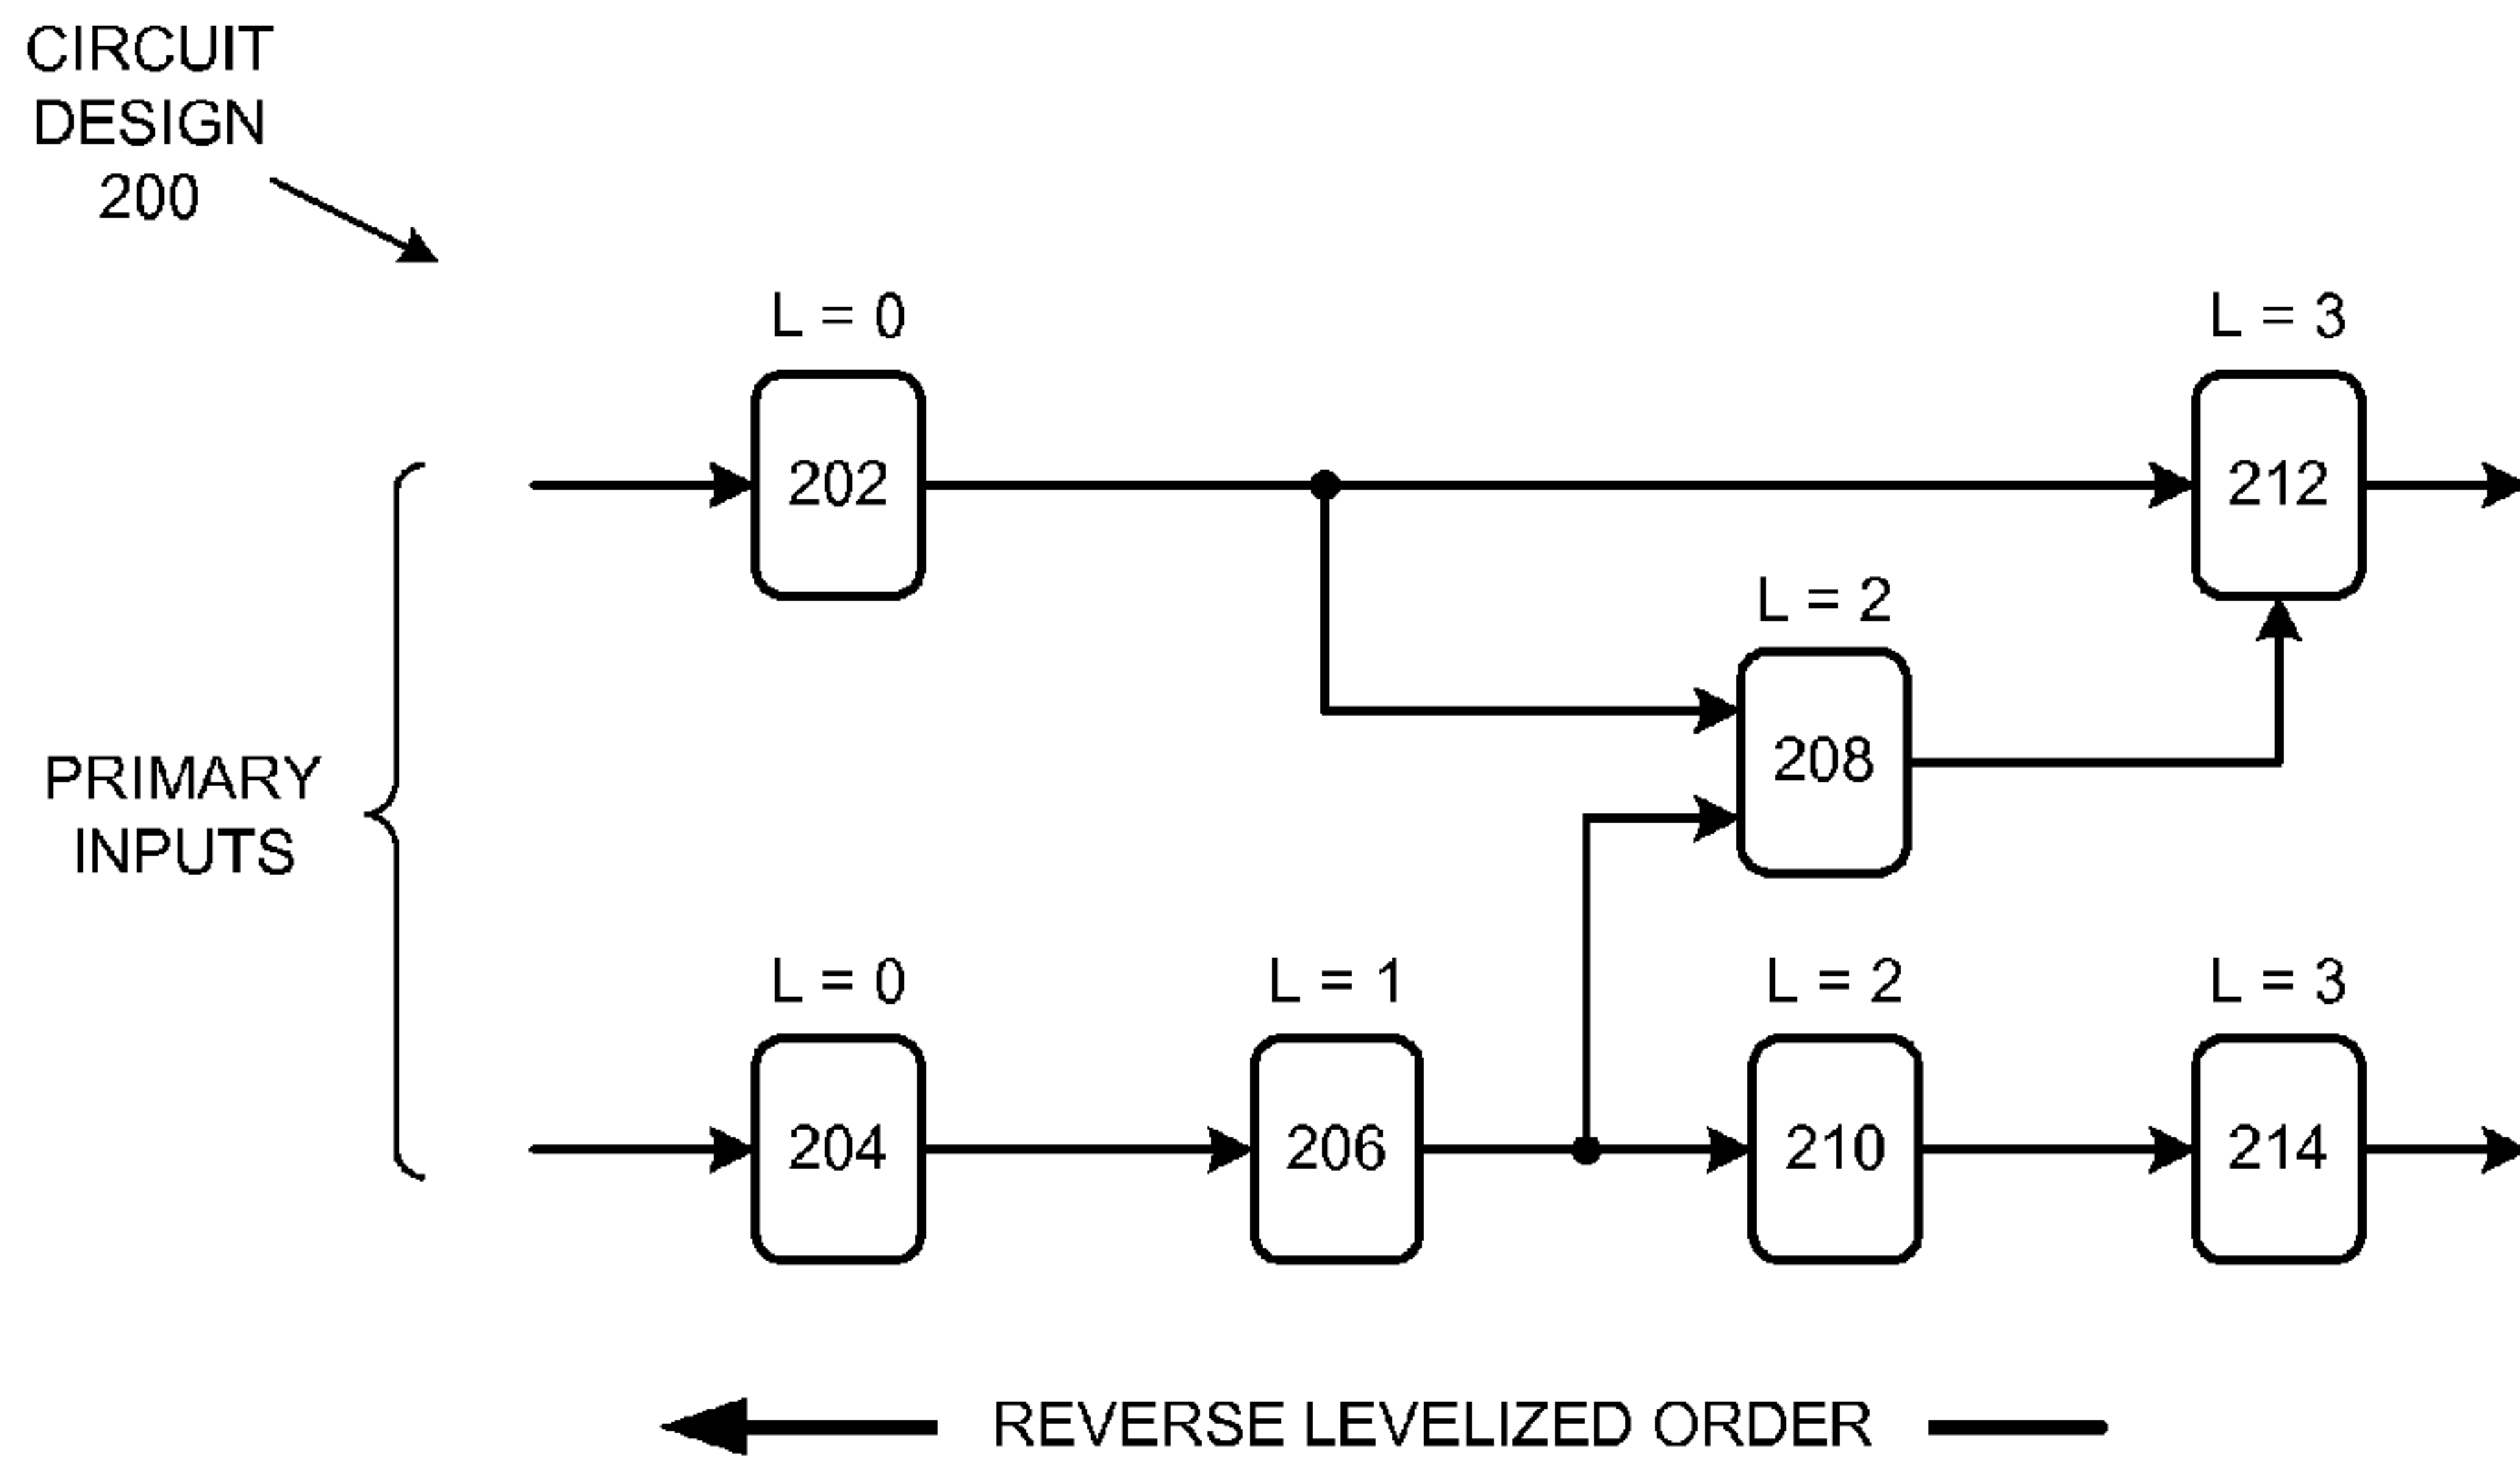 CIRCUIT
DESIGN
200
L = 0
L = 3
202
212
L = 2
208
PRIMARY
INPUTS
L = 0
L = 1
L = 2
L = 3
204
206
210
214
REVERSE LEVELIZED ORDER